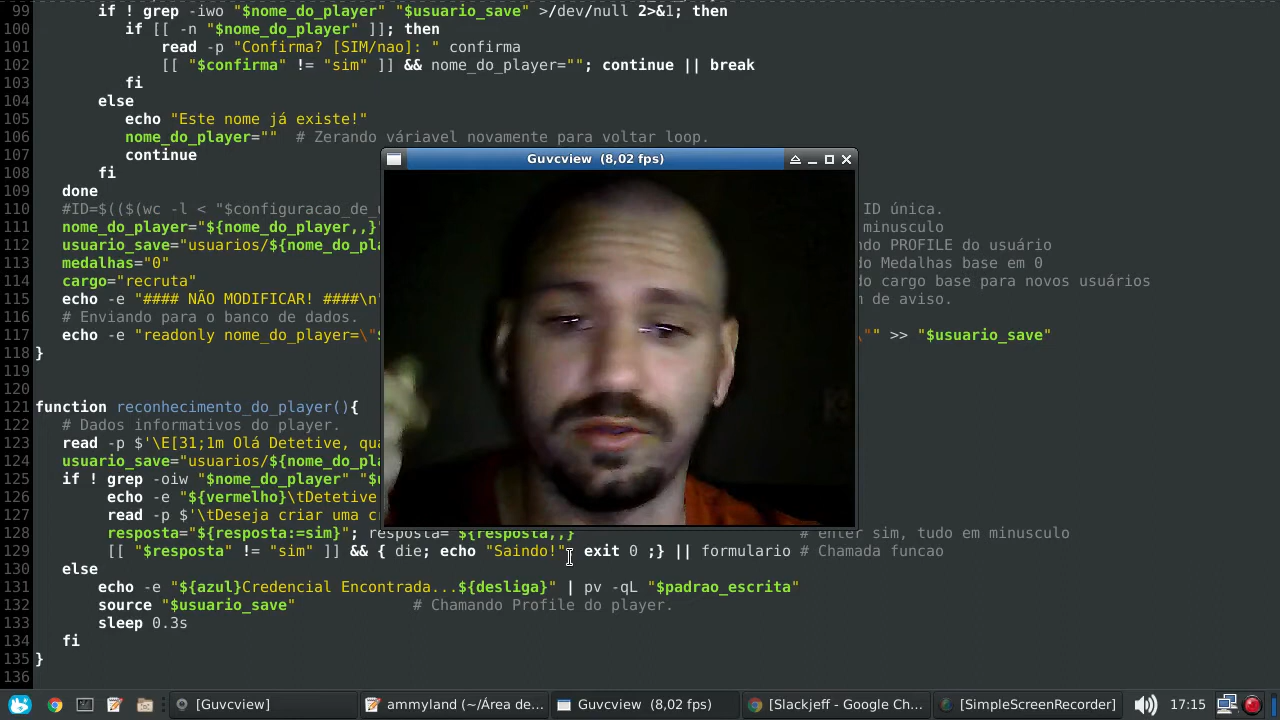 99 if ! grep -iwo "$nome_do_player" "$usuario_save" >/dev/null 2>&1; then
100 if [[ -n "$nome_do_player" ]]; then
101 read -p "Confirma? [SIM/nao]: " confirma
102 [[ "$confirma" != "sim" ]] && nome_do_player=""; continue || break
103 fi
104 else
105 echo "Este nome já existe!"
106 nome_do_player="" # Zerando váriavel novamente para voltar loop.
107 continue
Guvcview (8,02 fps)
108 fi
109 done
110 #ID=$(($(wc -l < "$configuracao_de_ ID única.
111 nome_do_player="${nome_do_player,,}" minusculo
112 usuario_save="usuarios/${nome_do_pla do PROFILE do usuário
113 medalhas="0" do Medalhas base em 0
114 cargo="recruta" do cargo base para novos usuários
115 echo -e "#### NÃO MODIFICAR! ####\n" m de aviso.
116 # Enviando para o banco de dados.
117 echo -e "readonly nome_do_player=\"$ \"" >> "$usuario_save"
118 }
119
120
121 function reconhecimento_do_player(){
122 # Dados informativos do player.
123 read -p $'\E[31;1m Olá Detetive, qua
124 usuario_save="usuarios/${nome_do_pla
125 if ! grep -oiw "$nome_do_player" "$u
126 echo -e "${vermelho}\tDetetive
127 read -p $'\tDeseja criar uma c
128 resposta="${resposta:=sim}"; resposta="${resposta,,}" # enter sim, tudo em minusculo
129 [[ "$resposta" != "sim" ]] && { die; echo "Saindo!"; exit 0 ;} || formulario # Chamada funcao
130 else
131 echo -e "${azul}Credencial Encontrada...${desliga}" | pv -qL "$padrao_escrita"
132 source "$usuario_save" # Chamando Profile do player.
133 sleep 0.3s
134 fi
135 }
136
[Guvcview] ammyland (~/Área de... Guvcview (8,02 fps) [Slackjeff - Google Ch... [SimpleScreenRecorder] 17:15